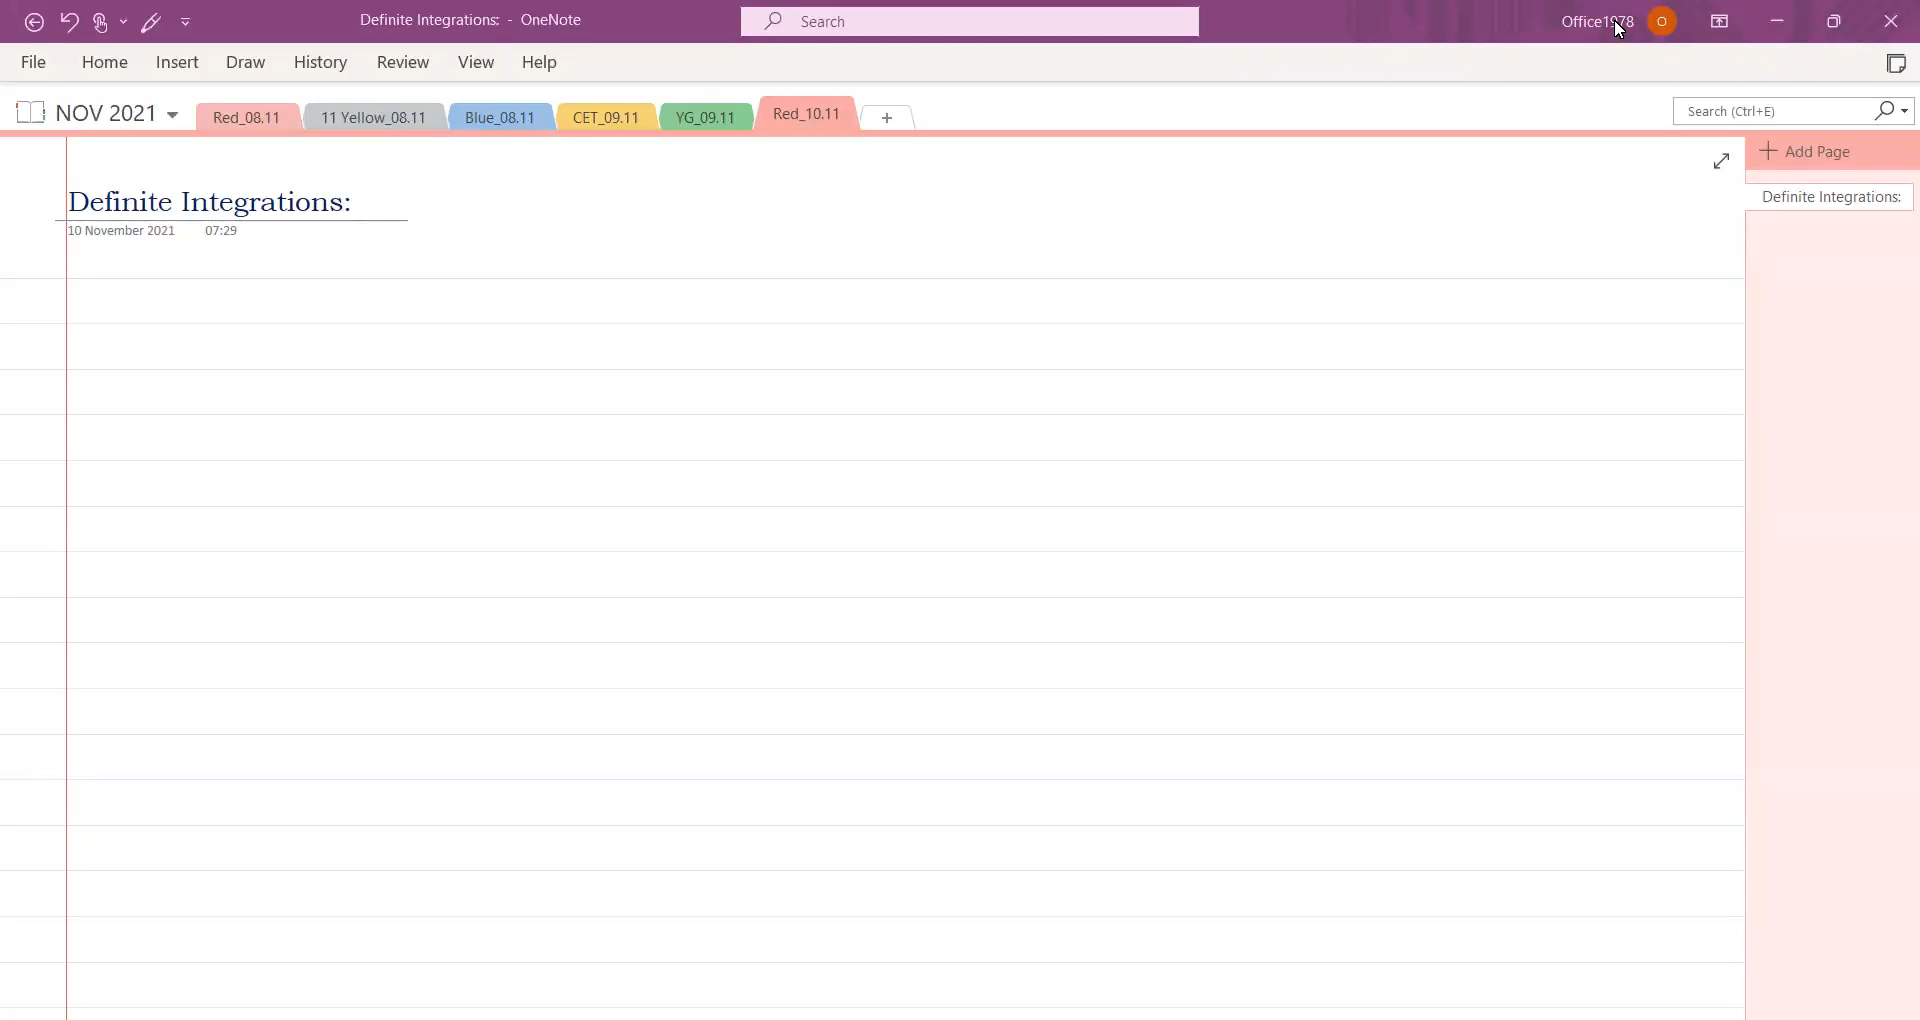 Definite Integrations: - OneNote
Search
Office1978
O
File Home Insert Draw History Review View Help
NOV 2021
Red_08.11
11 Yellow_08.11
Blue_08.11
CET_09.11
YG_09.11
Red_10.11
+
Search (Ctrl+E)
Add Page
Definite Integrations:
Definite Integrations:
10 November 2021 07:29